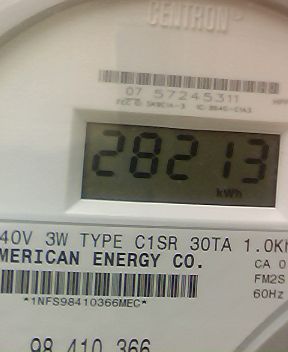 CENTRON
07 57245311
28213
kWh
40V 3W TYPE C1SR 30TA 1.0Kh
MERICAN ENERGY CO.
CA 0
FM2S
60Hz
*1NFS98410366MEC*
98 410 366